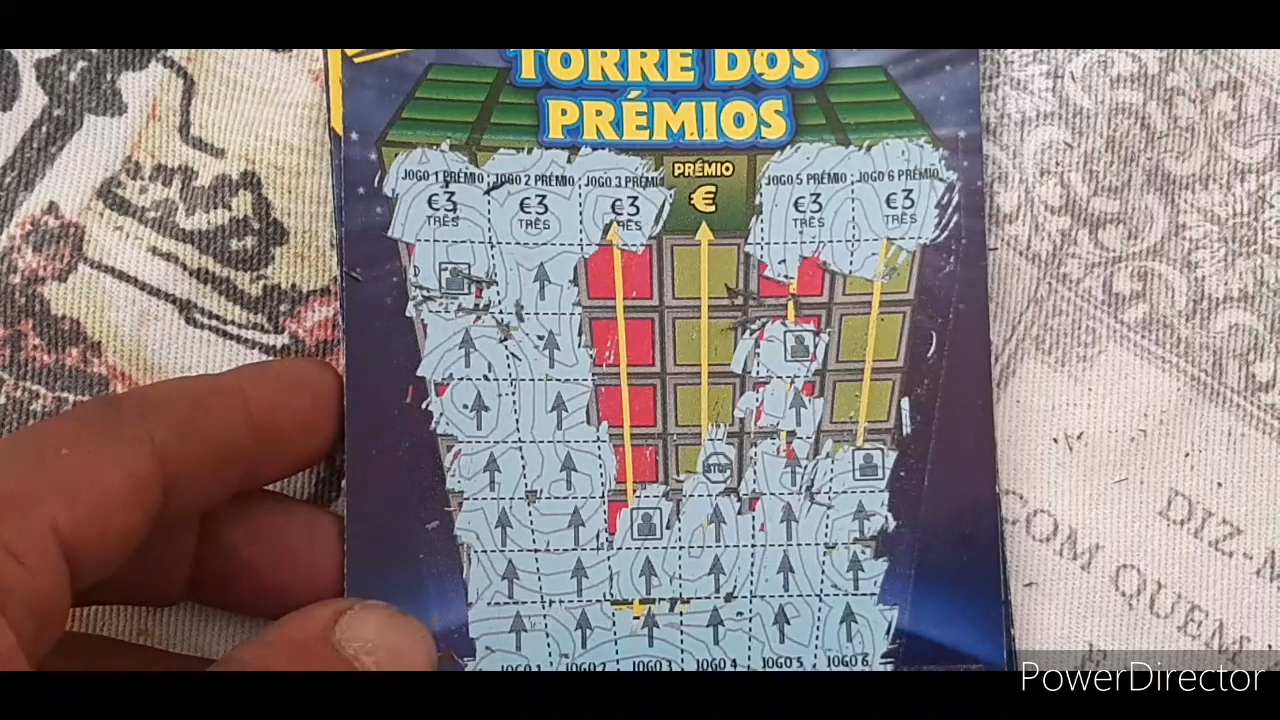 TORRE DOS
PRÉMIOS
JOGO 1 PRÉMIO
€3
TRÊS
JOGO 2 PRÉMIO
€3
TRÊS
JOGO 3 PRÉMIO
€3
PRÉMIO
€
JOGO 5 PRÉMIO
€3
TRÊS
JOGO 6 PRÉMIO
€3
TRÊS
STOP
JOGO 1
JOGO 2
JOGO 3
JOGO 4
JOGO 5
JOGO 6
COM QUEM
PowerDirector